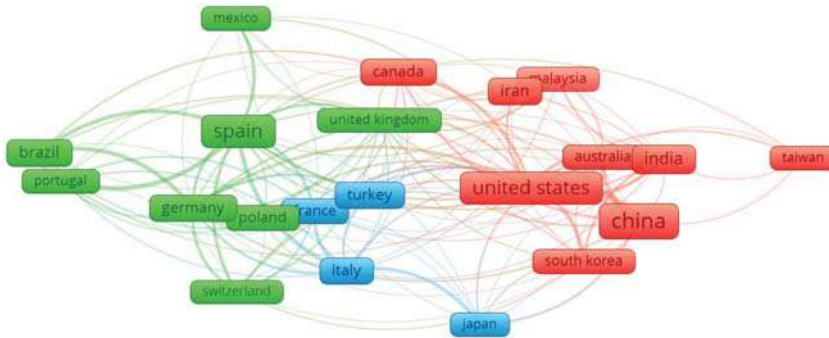 mexico
canada
malaysia
iran
united kingdom
spain
brazil
australia
india
taiwan
portugal
united states
turkey
germany
france
poland
china
italy
south korea
switzerland
japan